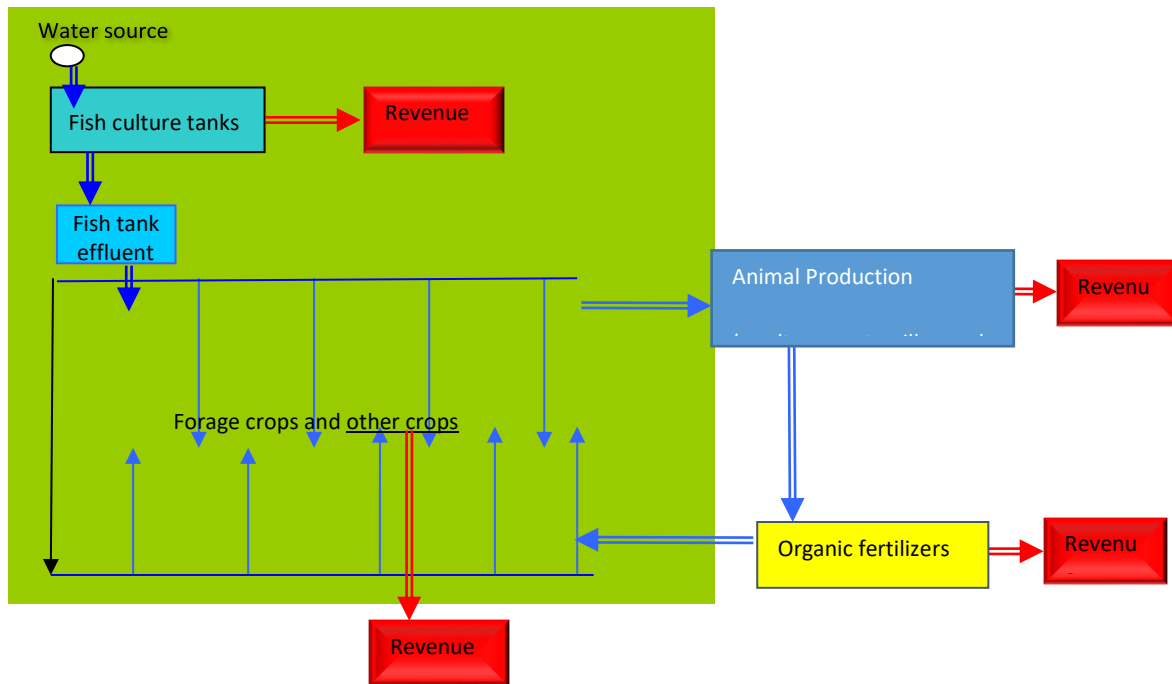 Water source
Fish culture tanks
Revenue
Fish tank
effluent
Animal Production
Revenu
Forage crops and other crops
Organic fertilizers
Revenu
Revenue